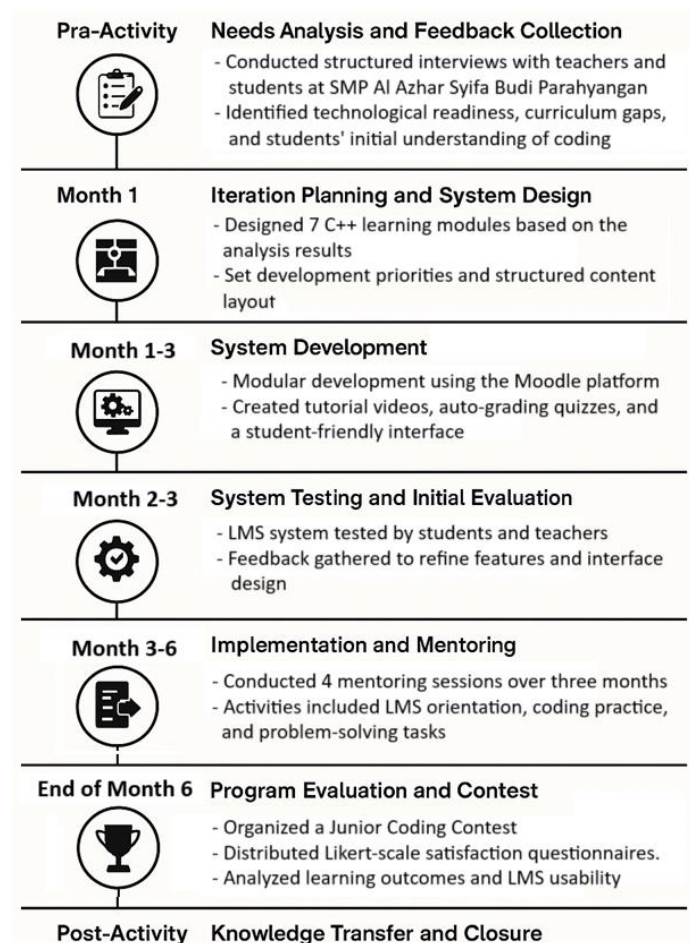 Pra-Activity Needs Analysis and Feedback Collection
- Conducted structured interviews with teachers and
students at SMP Al Azhar Syifa Budi Parahyangan
- Identified technological readiness, curriculum gaps,
and students' initial understanding of coding
Month 1 Iteration Planning and System Design
- Designed 7 C++ learning modules based on the
analysis results
- Set development priorities and structured content
layout
Month 1-3 System Development
- Modular development using the Moodle platform
- Created tutorial videos, auto-grading quizzes, and
a student-friendly interface
Month 2-3 System Testing and Initial Evaluation
- LMS system tested by students and teachers
- Feedback gathered to refine features and interface
design
Month 3-6 Implementation and Mentoring
- Conducted 4 mentoring sessions over three months
- Activities included LMS orientation, coding practice,
and problem-solving tasks
End of Month 6 Program Evaluation and Contest
- Organized a Junior Coding Contest
- Distributed Likert-scale satisfaction questionnaires.
- Analyzed learning outcomes and LMS usability
Post-Activity Knowledge Transfer and Closure